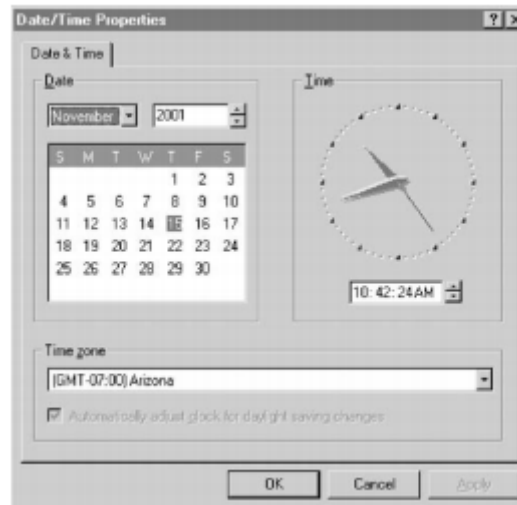 Date/Time Properties
Date & Time
Date
November 2001
S M T W T F S
1 2 3
4 5 6 7 8 9 10
11 12 13 14 15 16 17
18 19 20 21 22 23 24
25 26 27 28 29 30
Time
10:42:24 AM
Time zone
(GMT-07:00) Arizona
Automatically adjust clock for daylight saving changes
OK Cancel Apply